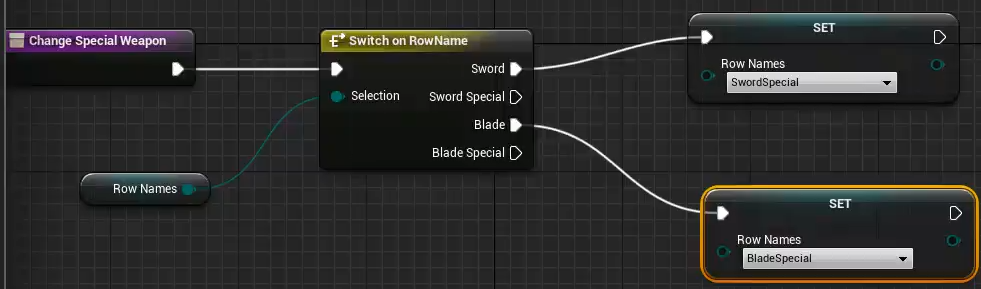 Change Special Weapon
Switch on RowName
Sword
Selection
Sword Special
Blade
Blade Special
Row Names
SET
Row Names
SwordSpecial
SET
Row Names
BladeSpecial